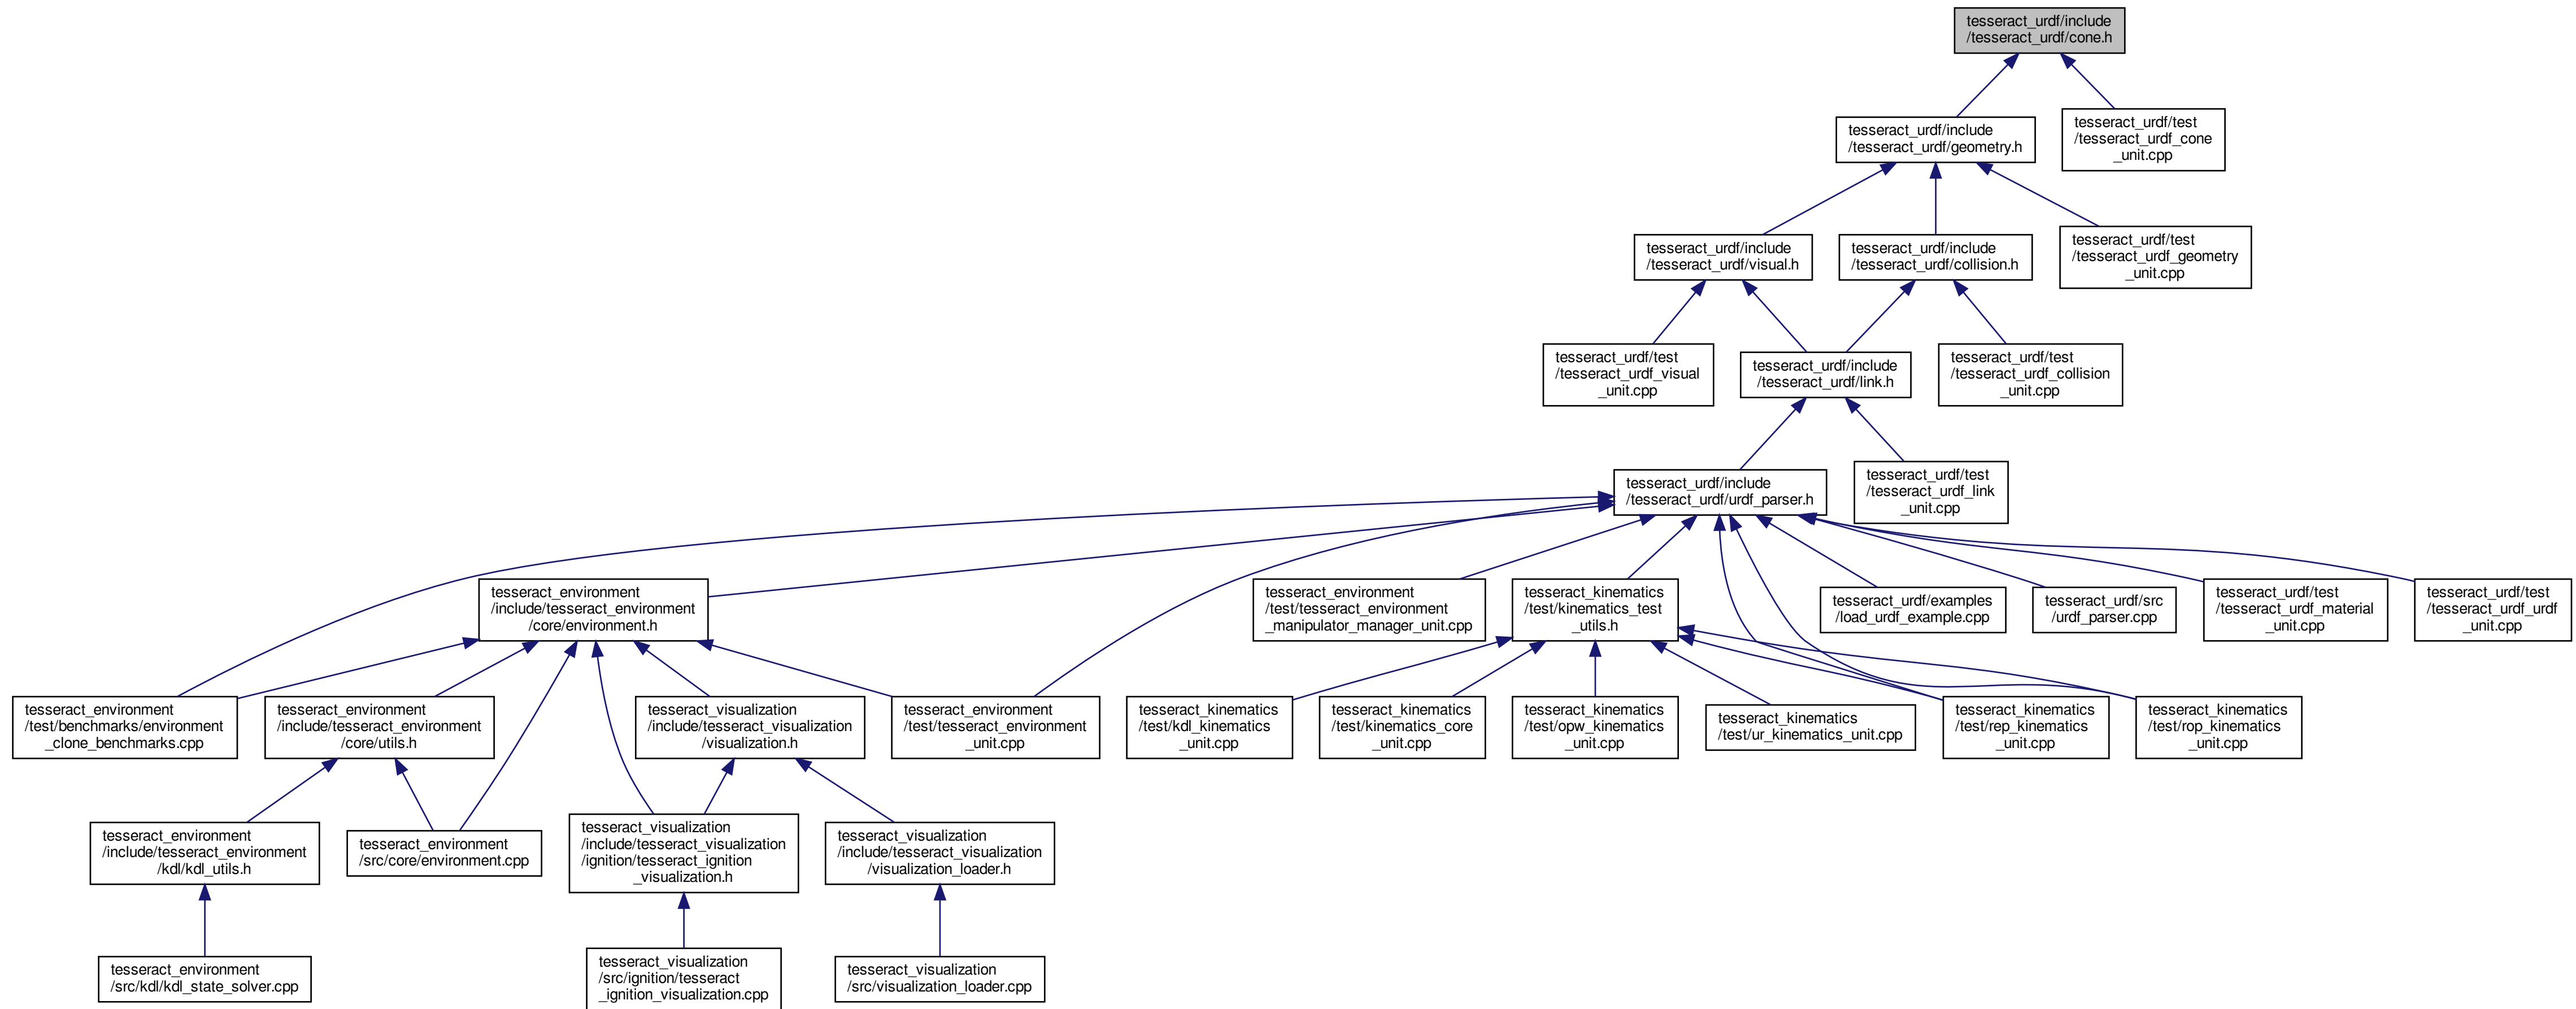 tesseract_urdf/include
/tesseract_urdf/cone.h
tesseract_urdf/include
/tesseract_urdf/geometry.h
tesseract_urdf/test
/tesseract_urdf_cone
_unit.cpp
tesseract_urdf/include
/tesseract_urdf/visual.h
tesseract_urdf/include
/tesseract_urdf/collision.h
tesseract_urdf/test
/tesseract_urdf_geometry
_unit.cpp
tesseract_urdf/test
/tesseract_urdf_visual
_unit.cpp
tesseract_urdf/include
/tesseract_urdf/link.h
tesseract_urdf/test
/tesseract_urdf_collision
_unit.cpp
tesseract_urdf/include
/tesseract_urdf/urdf_parser.h
tesseract_urdf/test
/tesseract_urdf_link
_unit.cpp
tesseract_environment
/include/tesseract_environment
/core/environment.h
tesseract_environment
/test/tesseract_environment
_manipulator_manager_unit.cpp
tesseract_kinematics
/test/kinematics_test
_utils.h
tesseract_urdf/examples
/load_urdf_example.cpp
tesseract_urdf/src
/urdf_parser.cpp
tesseract_urdf/test
/tesseract_urdf_material
_unit.cpp
tesseract_urdf/test
/tesseract_urdf_urdf
_unit.cpp
tesseract_environment
/test/benchmarks/environment
_clone_benchmarks.cpp
tesseract_environment
/include/tesseract_environment
/core/utils.h
tesseract_visualization
/include/tesseract_visualization
/visualization.h
tesseract_environment
/test/tesseract_environment
_unit.cpp
tesseract_kinematics
/test/kdl_kinematics
_unit.cpp
tesseract_kinematics
/test/kinematics_core
_unit.cpp
tesseract_kinematics
/test/opw_kinematics
_unit.cpp
tesseract_kinematics
/test/ur_kinematics_unit.cpp
tesseract_kinematics
/test/rep_kinematics
_unit.cpp
tesseract_kinematics
/test/rop_kinematics
_unit.cpp
tesseract_environment
/include/tesseract_environment
/kdl/kdl_utils.h
tesseract_environment
/src/core/environment.cpp
tesseract_visualization
/include/tesseract_visualization
/ignition/tesseract_ignition
_visualization.h
tesseract_visualization
/include/tesseract_visualization
/visualization_loader.h
tesseract_environment
/src/kdl/kdl_state_solver.cpp
tesseract_visualization
/src/ignition/tesseract
_ignition_visualization.cpp
tesseract_visualization
/src/visualization_loader.cpp